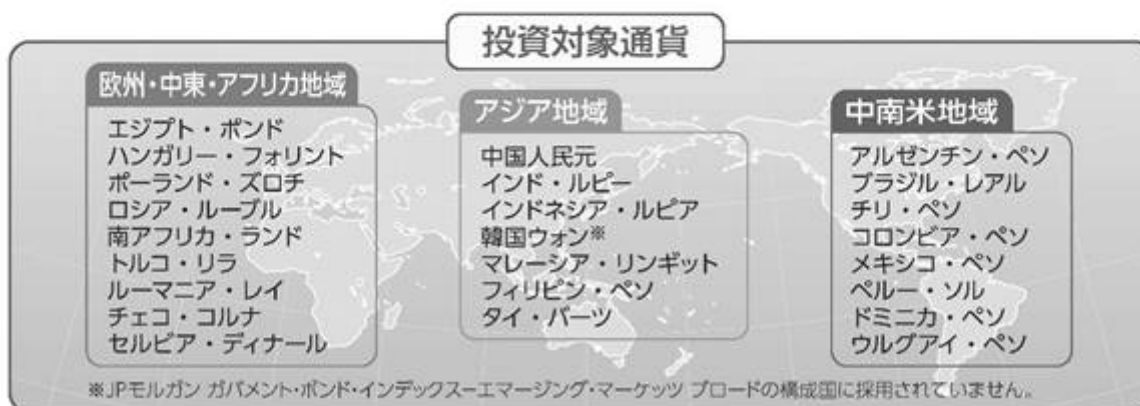 投資対象通貨
欧州・中東・アフリカ地域
エジプト・ポンド
ハンガリー・フォリント
ポーランド・ズロチ
ロシア・ルーブル
南アフリカ・ランド
トルコ・リラ
ルーマニア・レイ
チェコ・コルナ
セルビア・ディナール
アジア地域
中国人民元
インド・ルピー
インドネシア・ルピア
韓国ウォン※
マレーシア・リンギット
フィリピン・ペソ
タイ・バーツ
中南米地域
アルゼンチン・ペソ
ブラジル・レアル
チリ・ペソ
コロンビア・ペソ
メキシコ・ペソ
ペルー・ソル
ドミニカ・ペソ
ウルグアイ・ペソ
※JPモルガン ガバメント・ボンド・インデックスーエマージング・マーケッツ ブロードの構成国に採用されていません。